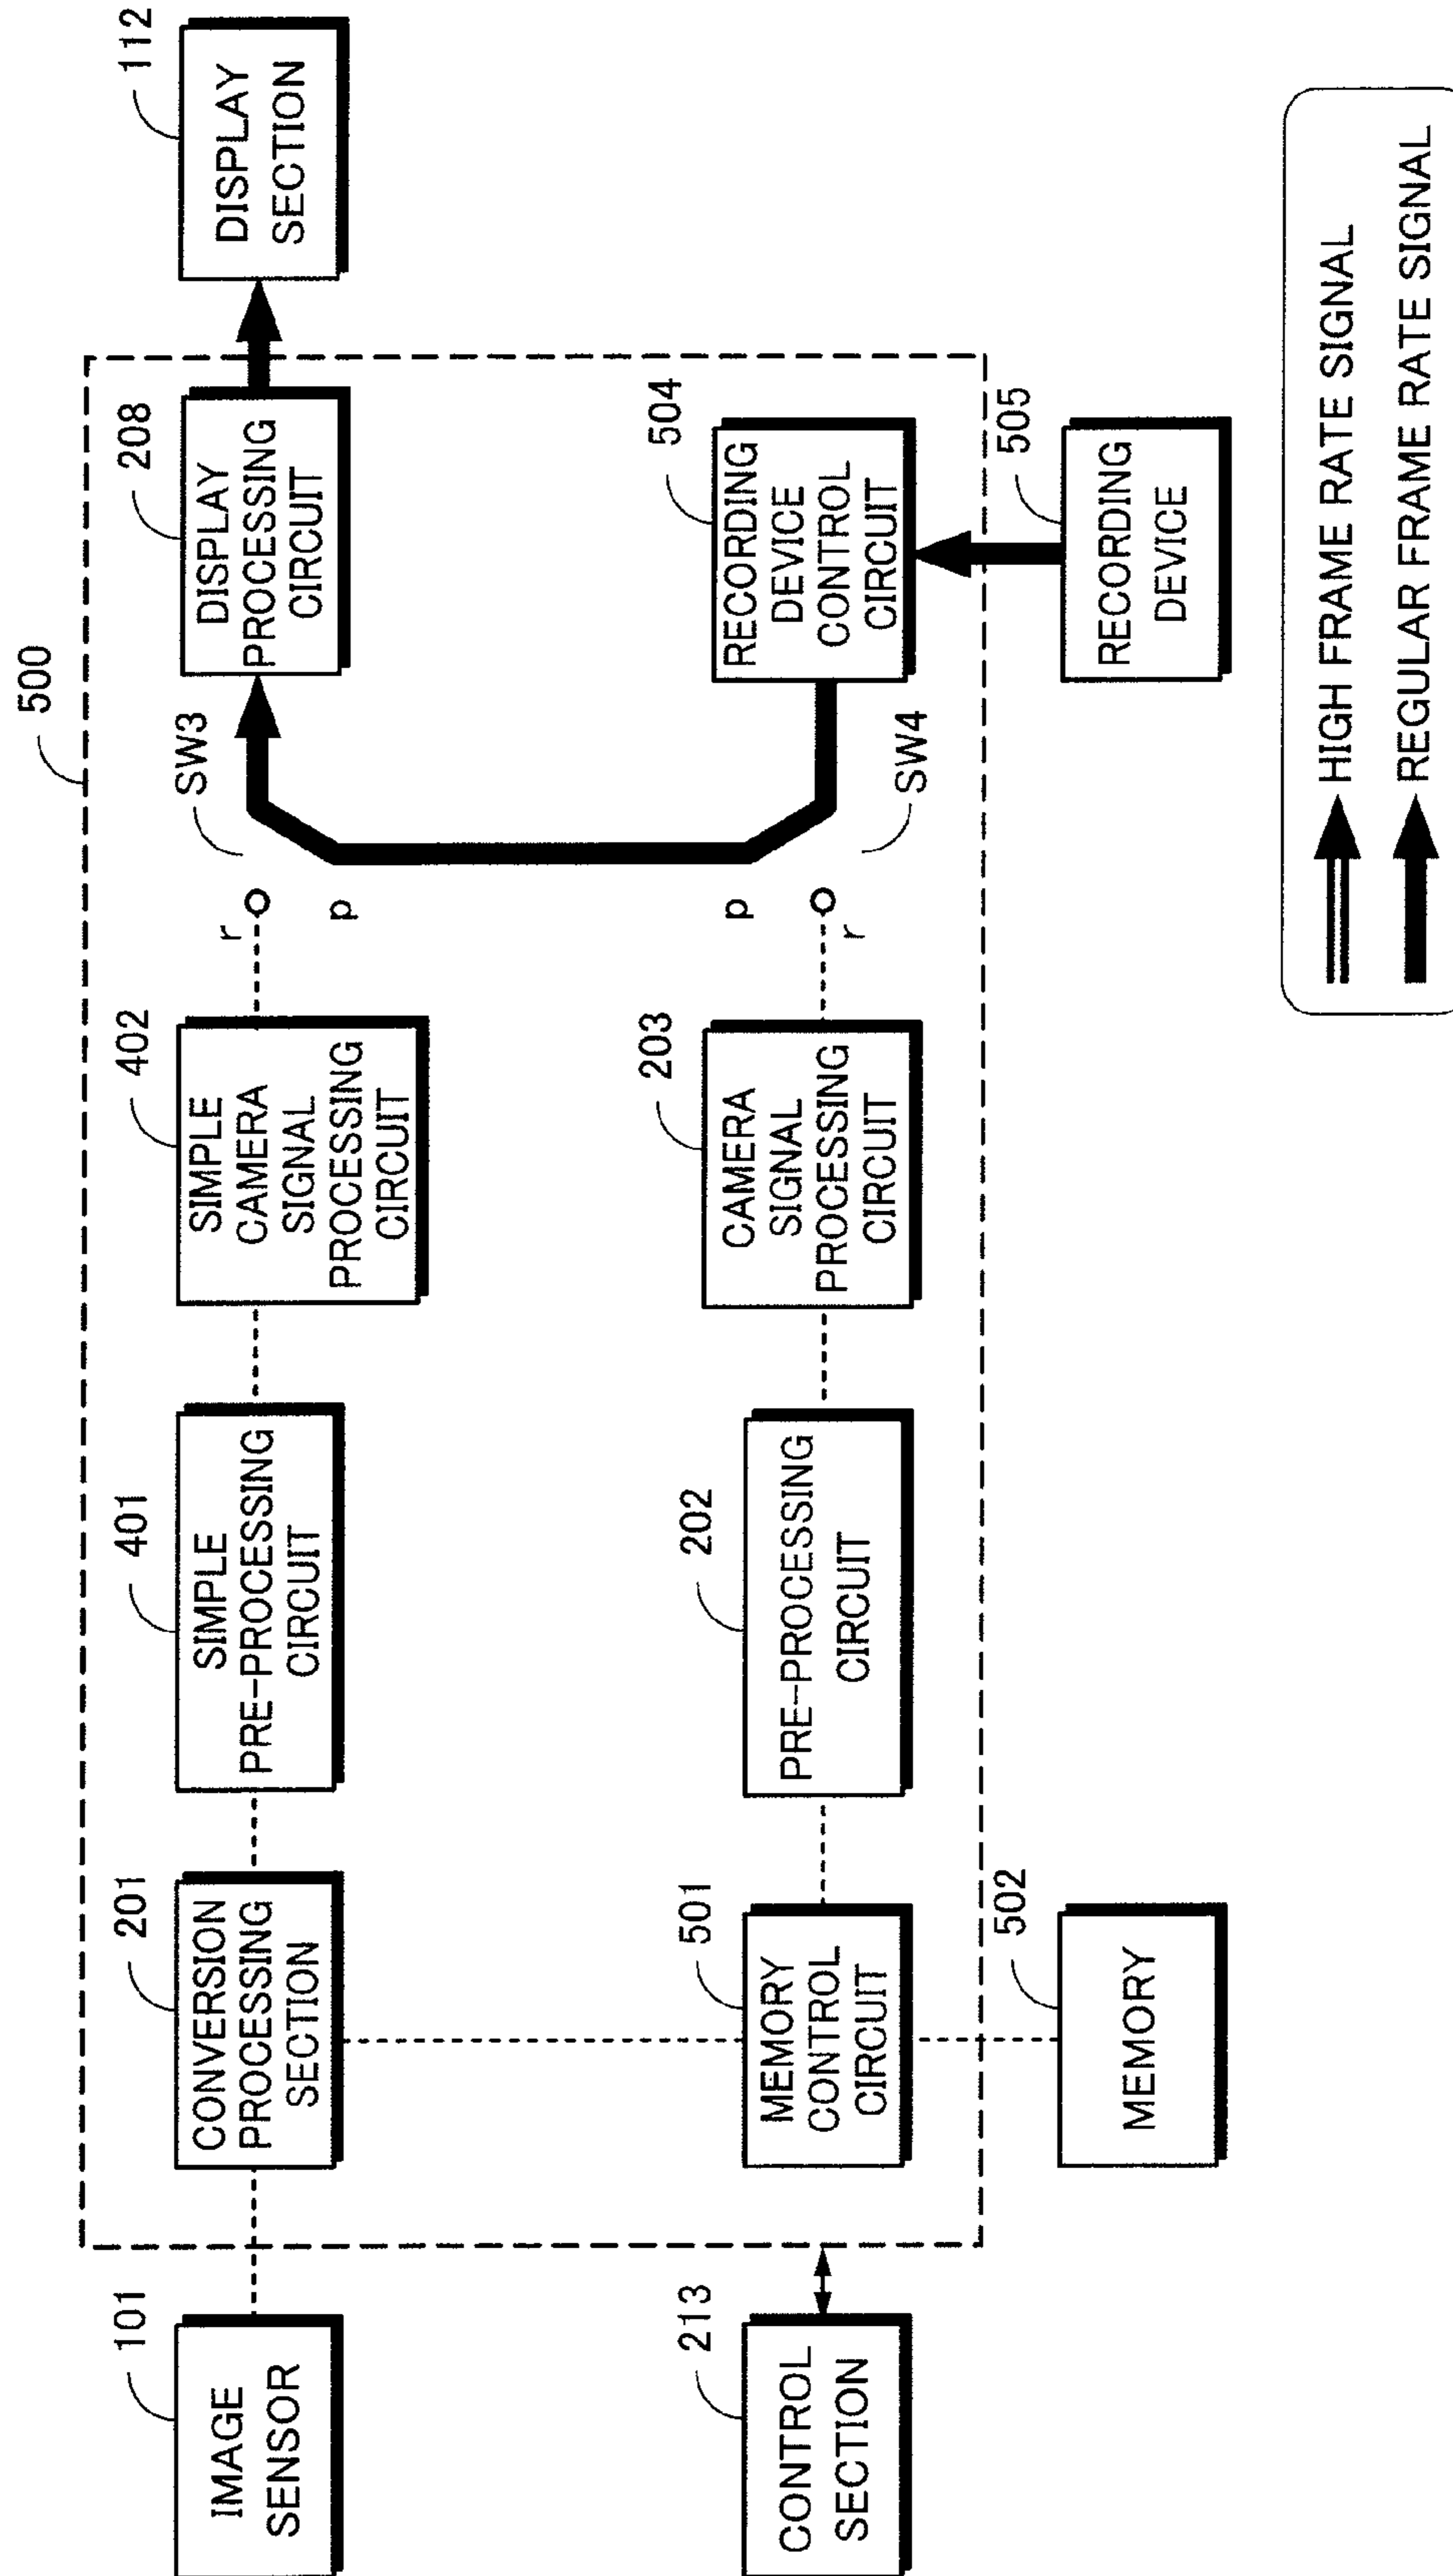 500
101
IMAGE
SENSOR
201
CONVERSION
PROCESSING
SECTION
401
SIMPLE
PRE-PROCESSING
CIRCUIT
402
SIMPLE
CAMERA
SIGNAL
PROCESSING
CIRCUIT
r
p
SW3
208
DISPLAY
PROCESSING
CIRCUIT
112
DISPLAY
SECTION
213
CONTROL
SECTION
501
MEMORY
CONTROL
CIRCUIT
202
PRE-PROCESSING
CIRCUIT
203
CAMERA
SIGNAL
PROCESSING
CIRCUIT
p
r
SW4
504
RECORDING
DEVICE
CONTROL
CIRCUIT
502
MEMORY
505
RECORDING
DEVICE
HIGH FRAME RATE SIGNAL
REGULAR FRAME RATE SIGNAL